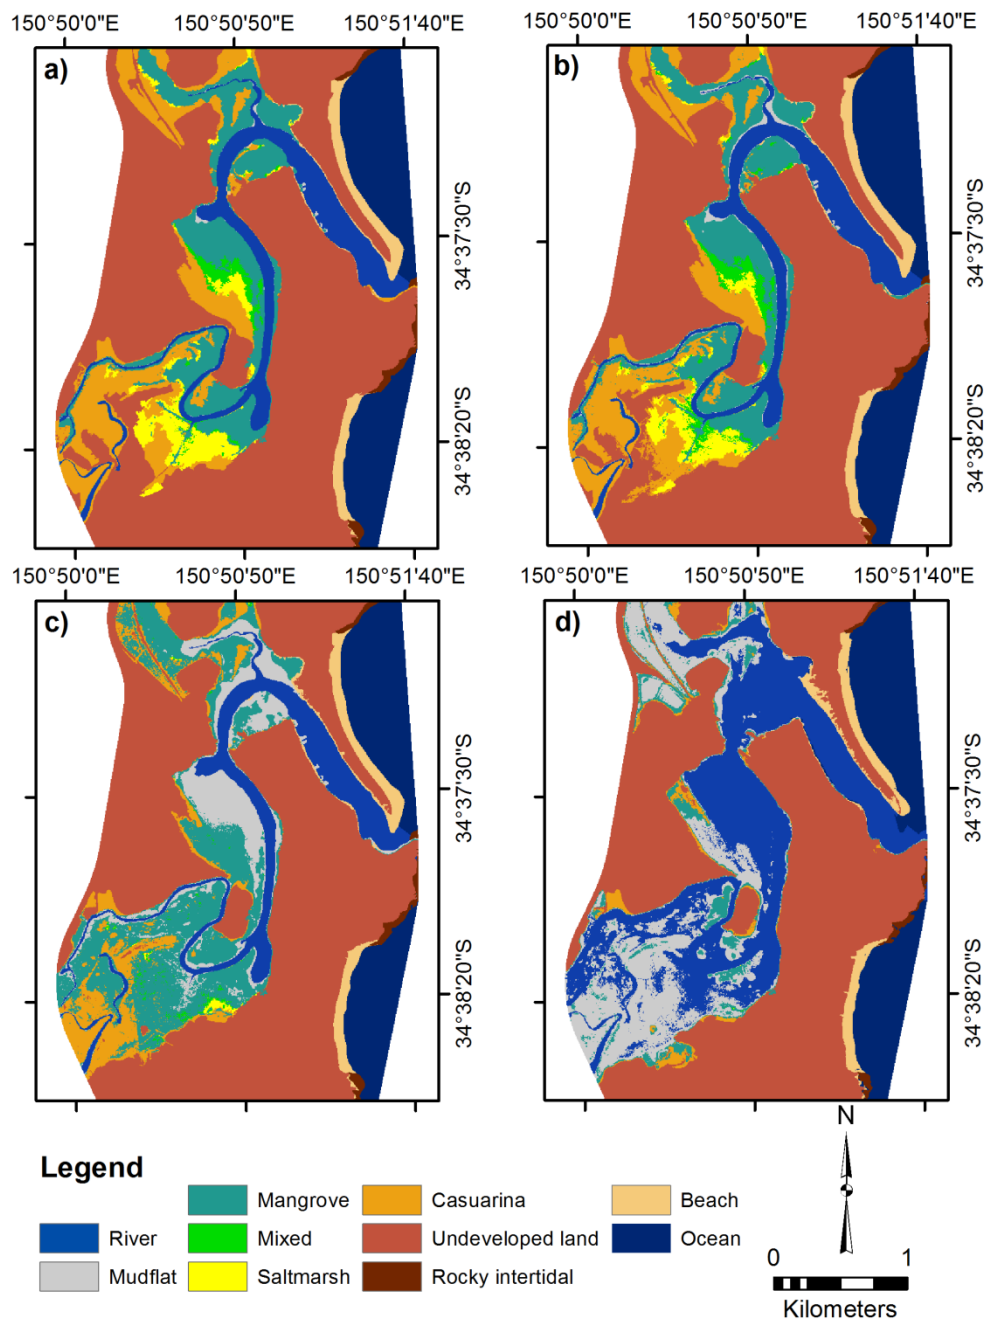 150°50'0"E 150°50'50"E 150°51'40"E
150°50'0"E 150°50'50"E 150°51'40"E
a)
b)
34°37'30"S
34°38'20"S
34°37'30"S
34°38'20"S
150°50'0"E 150°50'50"E 150°51'40"E
150°50'0"E 150°50'50"E 150°51'40"E
c)
d)
34°37'30"S
34°38'20"S
34°37'30"S
34°38'20"S
N
Legend
Mangrove Casuarina Beach
River Mixed Undeveloped land Ocean
Mudflat Saltmarsh Rocky intertidal
0 1
Kilometers